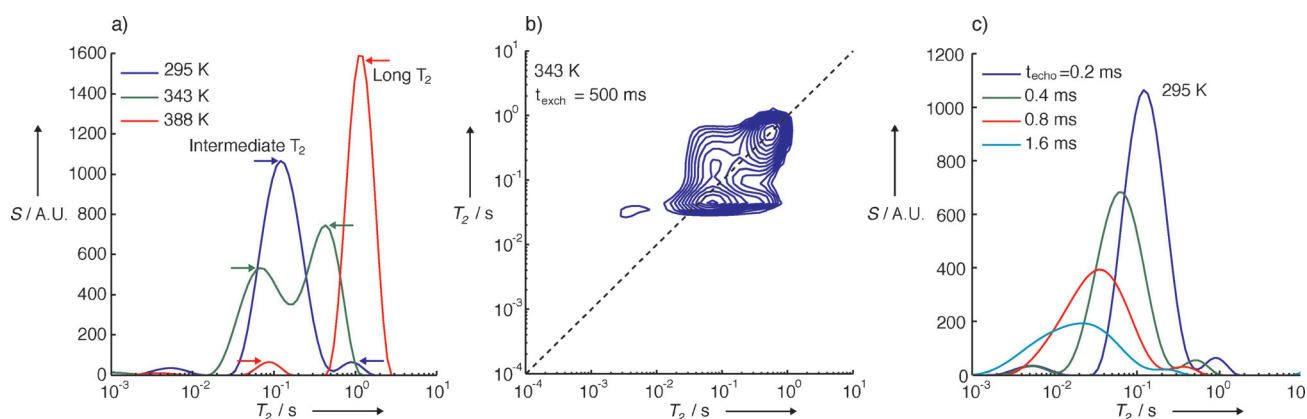 a)
1600
1400
1200
1000
800
600
400
200
0
S / A.U.
295 K
343 K
388 K
Long T2
Intermediate T2
10-3
10-2
10-1
100
101
T2 / s
b)
101
100
10-1
10-2
10-3
10-4
T2 / s
343 K
texch = 500 ms
10-4
10-3
10-2
10-1
100
101
T2 / s
c)
1200
1000
800
600
400
200
0
S / A.U.
techo =0.2 ms
0.4 ms
0.8 ms
1.6 ms
295 K
10-3
10-2
10-1
100
101
T2 / s